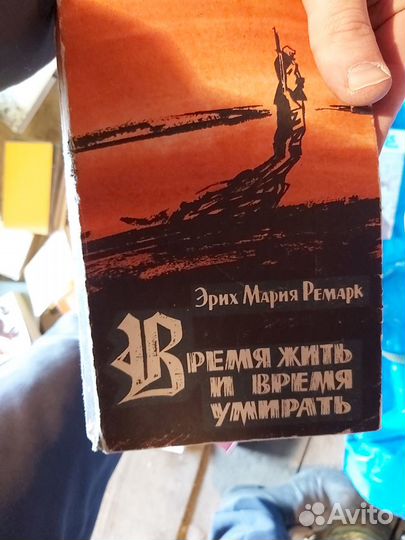 Эрих Мария Ремарк
Время жить
и время
умирать
Avito